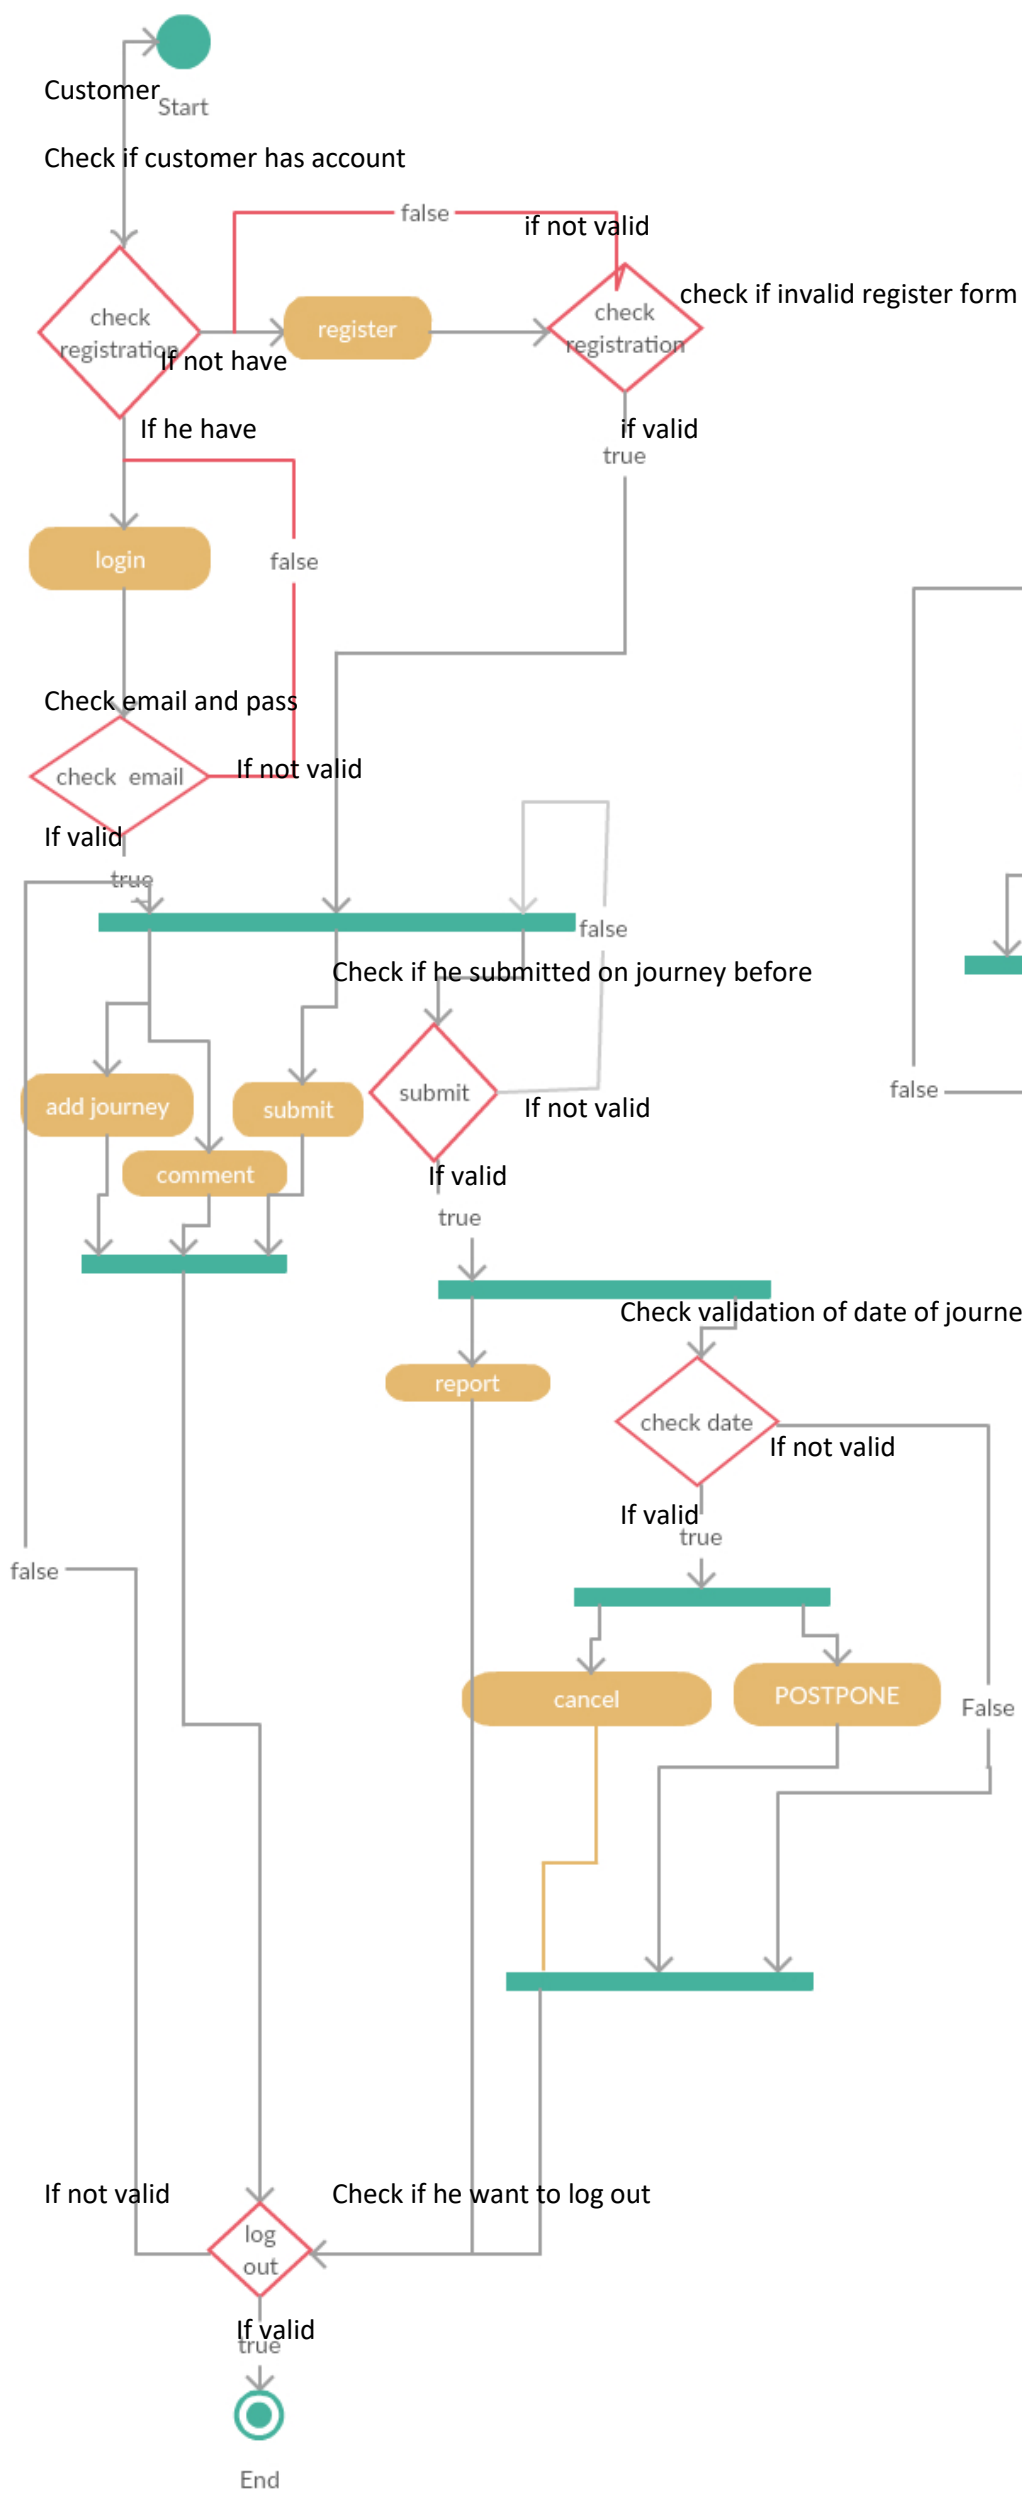 Customer
Start
Check if customer has account
false
if not valid
check if invalid register form
check
registration
register
check
registration
If not have
If he have
if valid
true
login
false
Check email and pass
check email
If not valid
If valid
true
false
Check if he submitted on journey before
submit
add journey
submit
If not valid
false
comment
If valid
true
Check validation of date of journe
report
check date
If not valid
If valid
true
false
cancel
POSTPONE
False
If not valid
Check if he want to log out
log
out
If valid
true
End